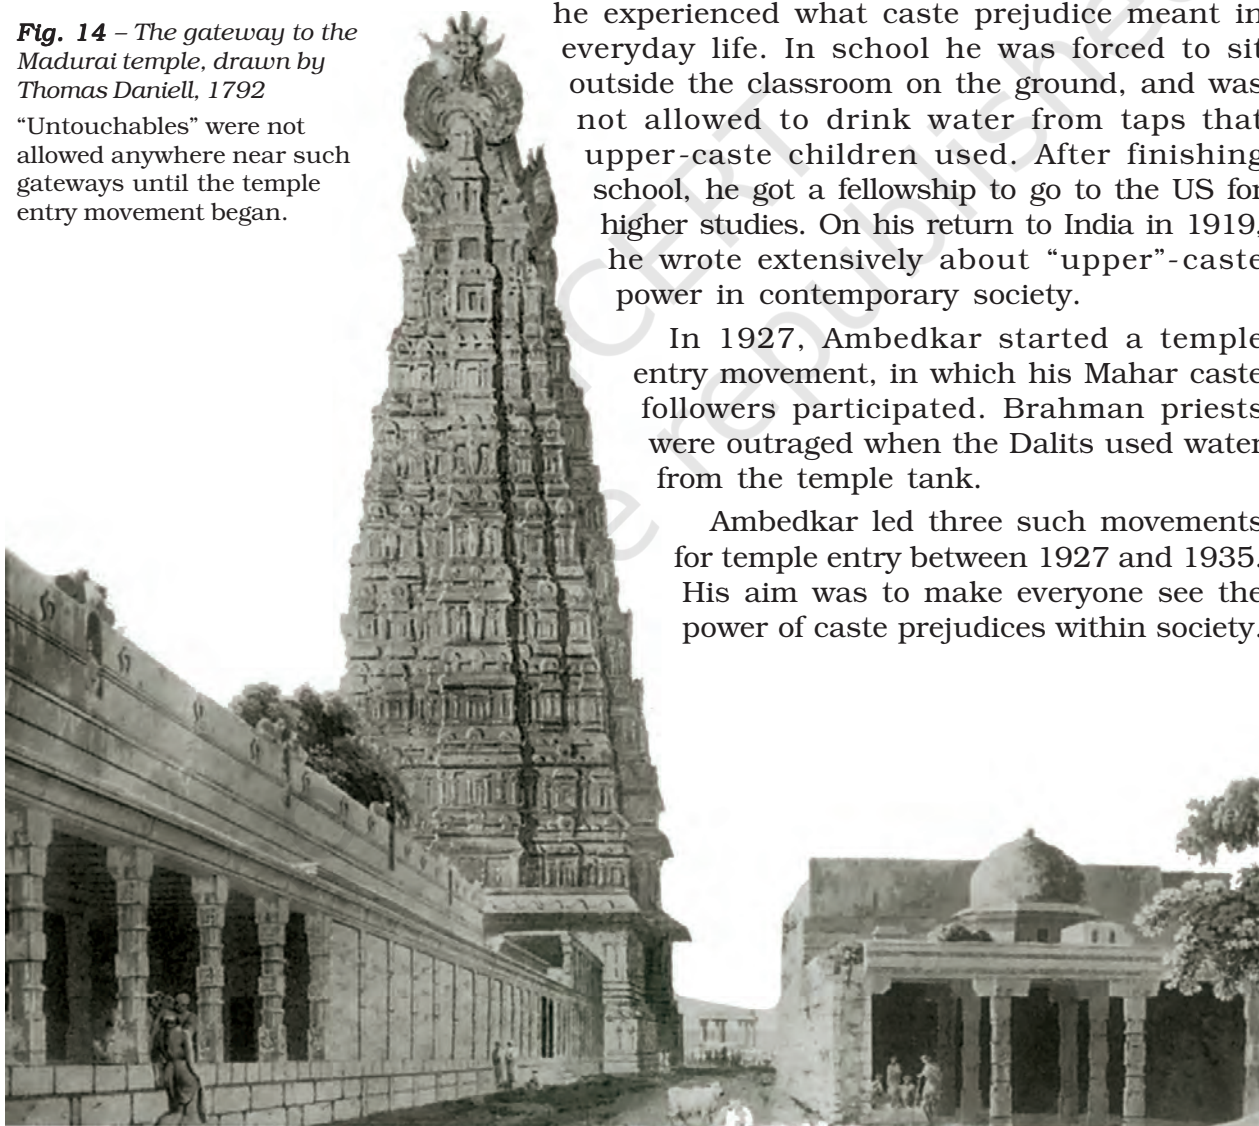 Fig. 14 – The gateway to the
Madurai temple, drawn by
Thomas Daniell, 1792
“Untouchables” were not
allowed anywhere near such
gateways until the temple
entry movement began.
he experienced what caste prejudice meant in
everyday life. In school he was forced to sit
outside the classroom on the ground, and was
not allowed to drink water from taps that
upper-caste children used. After finishing
school, he got a fellowship to go to the US for
higher studies. On his return to India in 1919,
he wrote extensively about “upper”-caste
power in contemporary society.
In 1927, Ambedkar started a temple
entry movement, in which his Mahar caste
followers participated. Brahman priests
were outraged when the Dalits used water
from the temple tank.
Ambedkar led three such movements
for temple entry between 1927 and 1935.
His aim was to make everyone see the
power of caste prejudices within society.
NCERT
republished